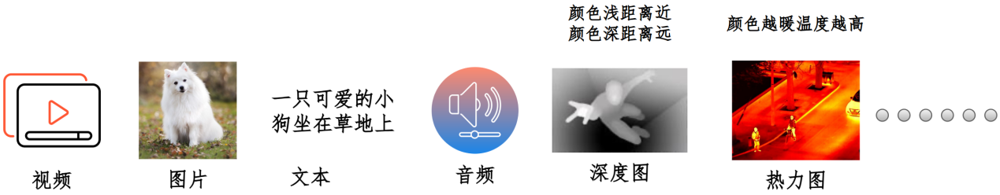 颜色浅距离近
颜色深距离远
颜色越暖温度越高
一只可爱的小
狗坐在草地上
视频
图片
文本
音频
深度图
热力图